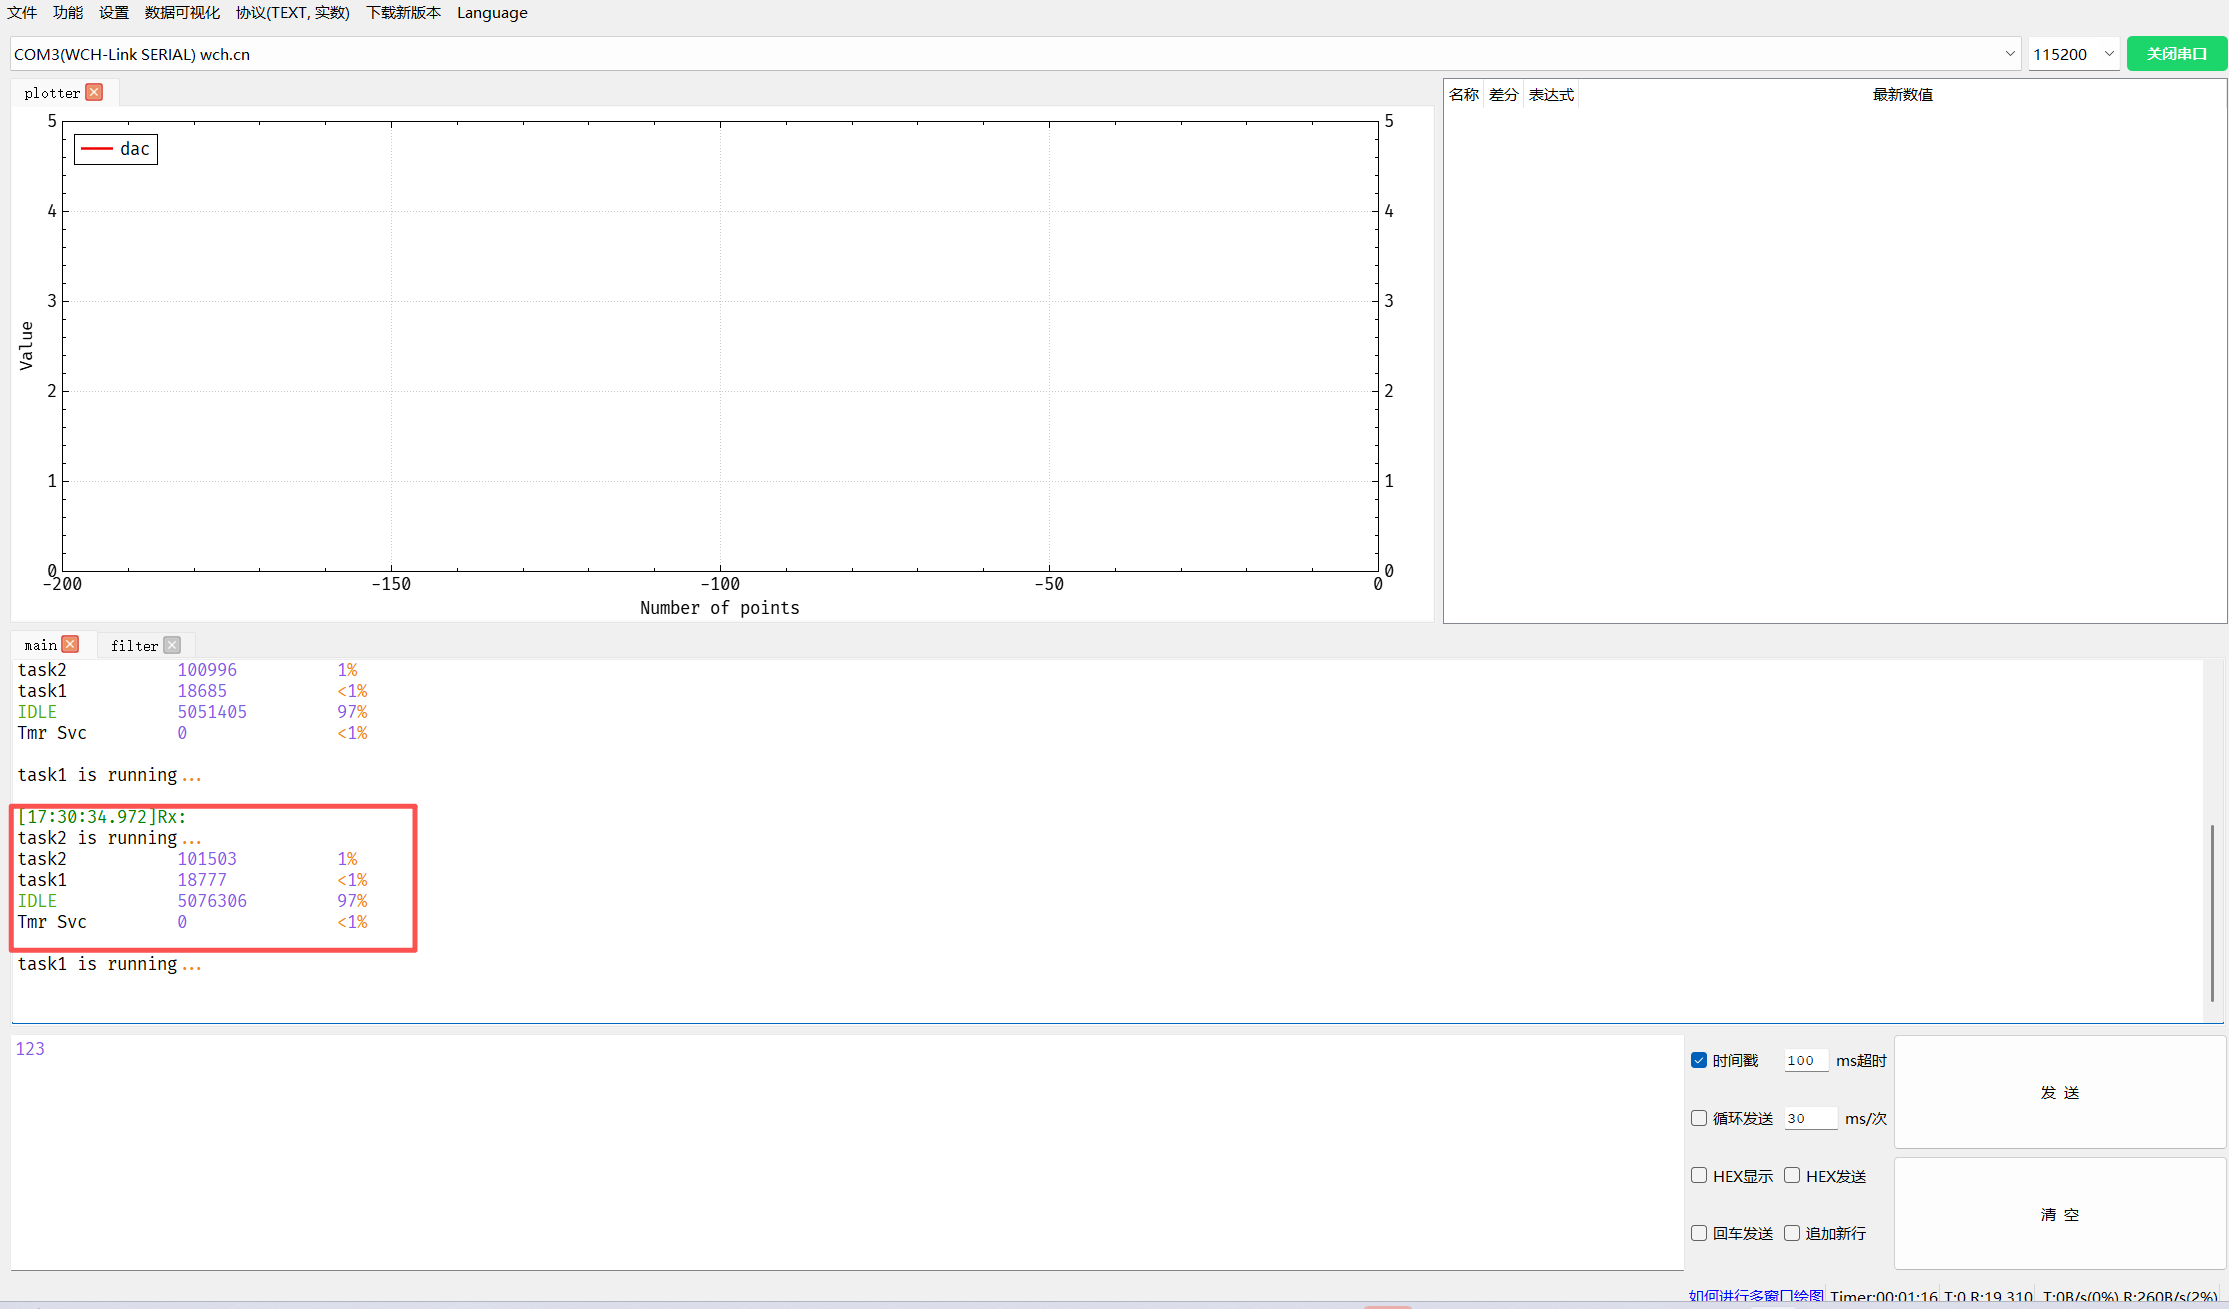 文件 功能 设置 数据可视化 协议(TEXT, 实数) 下载新版本 Language
COM3(WCH-Link SERIAL) wch.cn 115200 关闭串口
plotter
名称 差分 表达式 最新数值
dac
5 5
4 4
3 3
2 2
1 1
0 0
Value
-200 -150 -100 -50 0
Number of points
main filter
task2 100996 1%
task1 18685 <1%
IDLE 5051405 97%
Tmr Svc 0 <1%
task1 is running...
[17:30:34.972]Rx:
task2 is running...
task2 101503 1%
task1 18777 <1%
IDLE 5076306 97%
Tmr Svc 0 <1%
task1 is running...
123
时间戳 100 ms超时
循环发送 30 ms/次
HEX显示 HEX发送
回车发送 追加新行
发 送
清 空
如何进行多窗口绘图 Timer:00:01:16 T:0 R:19,310 T:0B/s(0%) R:260B/s(2%)